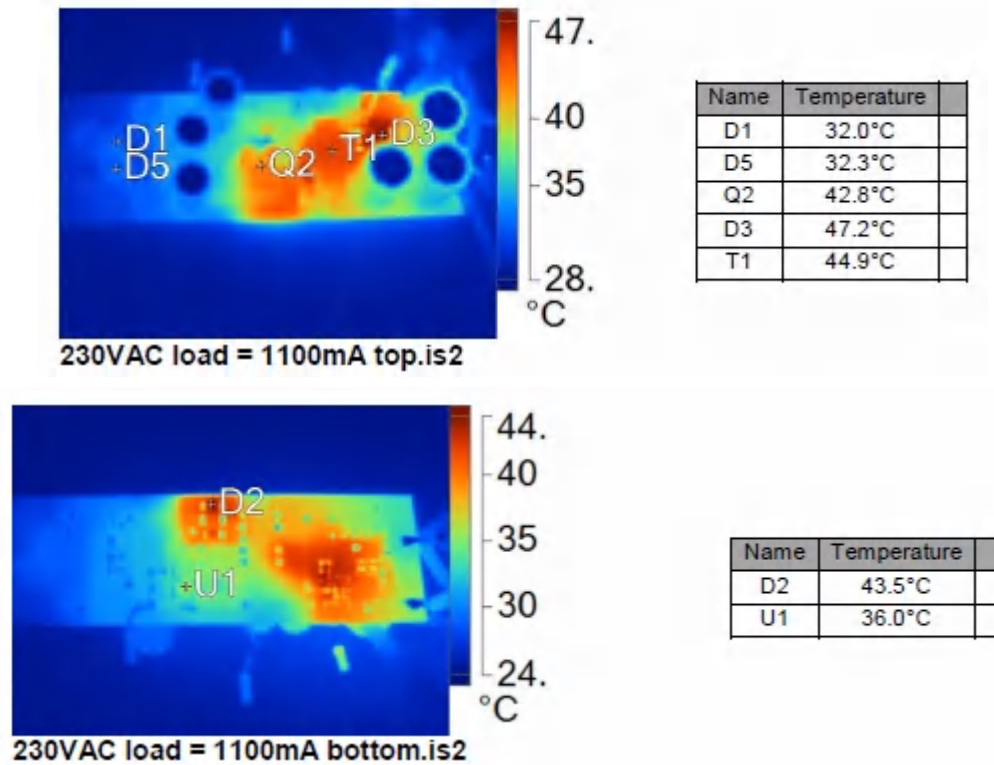 47.
40
35
28.
°C
D1
D5
Q2
T1
D3
230VAC load = 1100mA top.is2
Name Temperature
D1 32.0°C
D5 32.3°C
Q2 42.8°C
D3 47.2°C
T1 44.9°C
44.
40
35
30
24.
°C
D2
U1
230VAC load = 1100mA bottom.is2
Name Temperature
D2 43.5°C
U1 36.0°C